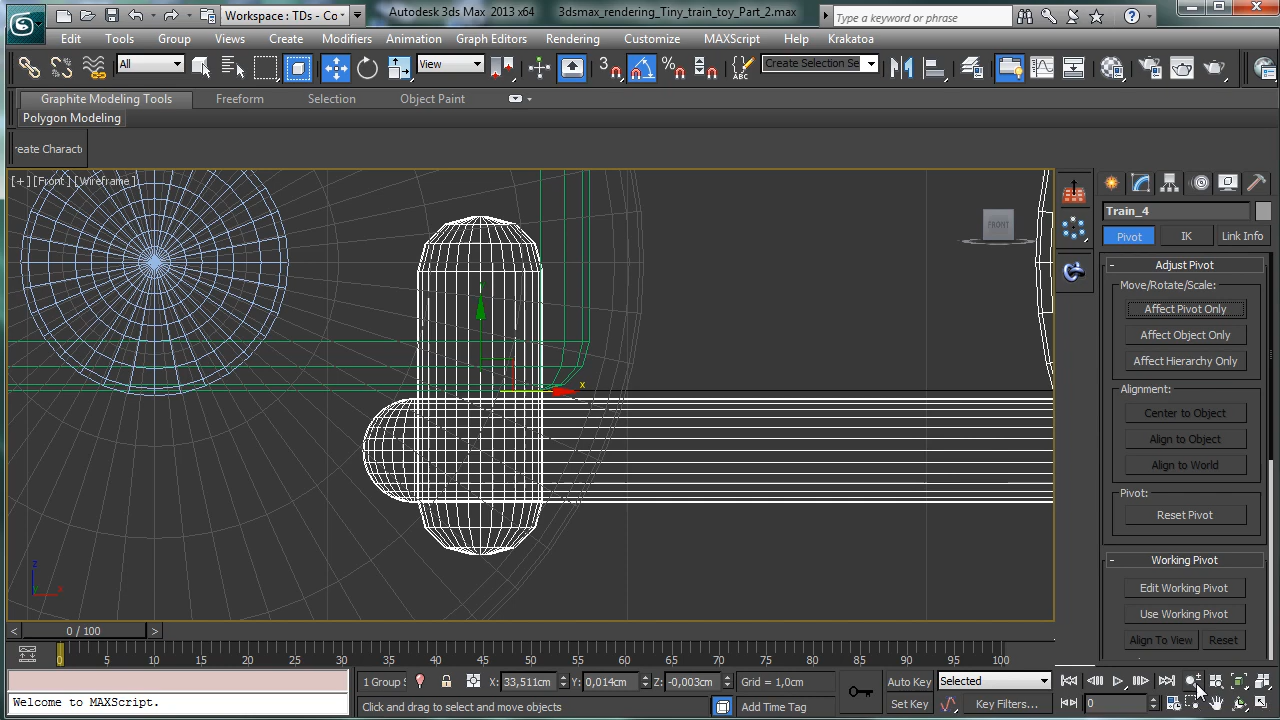 Workspace: TDs - Co
Autodesk 3ds Max 2013 x64
3dsmax_rendering_Tiny_train_toy_Part_2.max
Type a keyword or phrase
Edit Tools Group Views Create Modifiers Animation Graph Editors Rendering Customize MAXScript Help Krakatoa
All
View
3
ABC
Create Selection Se
Graphite Modeling Tools Freeform Selection Object Paint
Polygon Modeling
eate Charact
[+] [Front] [Wireframe]
FRONT
Train_4
Pivot IK Link Info
- Adjust Pivot
Move/Rotate/Scale:
Affect Pivot Only
Affect Object Only
Affect Hierarchy Only
Alignment:
Center to Object
Align to Object
Align to World
Pivot:
Reset Pivot
- Working Pivot
Edit Working Pivot
Use Working Pivot
Align To View Reset
x
z
x
< 0 / 100 >
0 5 10 15 20 25 30 35 40 45 50 55 60 65 70 75 80 85 90 95 100
1 Group S X: 33,511cm Y: 0,014cm Z: -0,003cm Grid = 1,0cm Auto Key Selected
Welcome to MAXScript.
Click and drag to select and move objects
Add Time Tag
Set Key Key Filters... 0